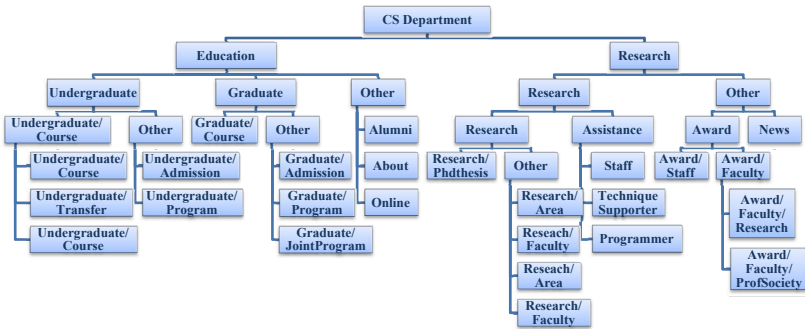 CS Department
Education
Research
Undergraduate
Graduate
Other
Research
Other
Undergraduate/
Course
Other
Graduate/
Course
Other
Alumni
About
Online
Research
Assistance
Award
News
Undergraduate/
Course
Undergraduate/
Transfer
Undergraduate/
Course
Undergraduate/
Admission
Undergraduate/
Program
Graduate/
Admission
Graduate/
Program
Graduate/
JointProgram
Research/
Phdthesis
Other
Staff
Technique
Supporter
Programmer
Award/
Staff
Award/
Faculty
Research/
Area
Reseach/
Faculty
Reseach/
Area
Research/
Faculty
Award/
Faculty/
Research
Award/
Faculty/
ProfSociety